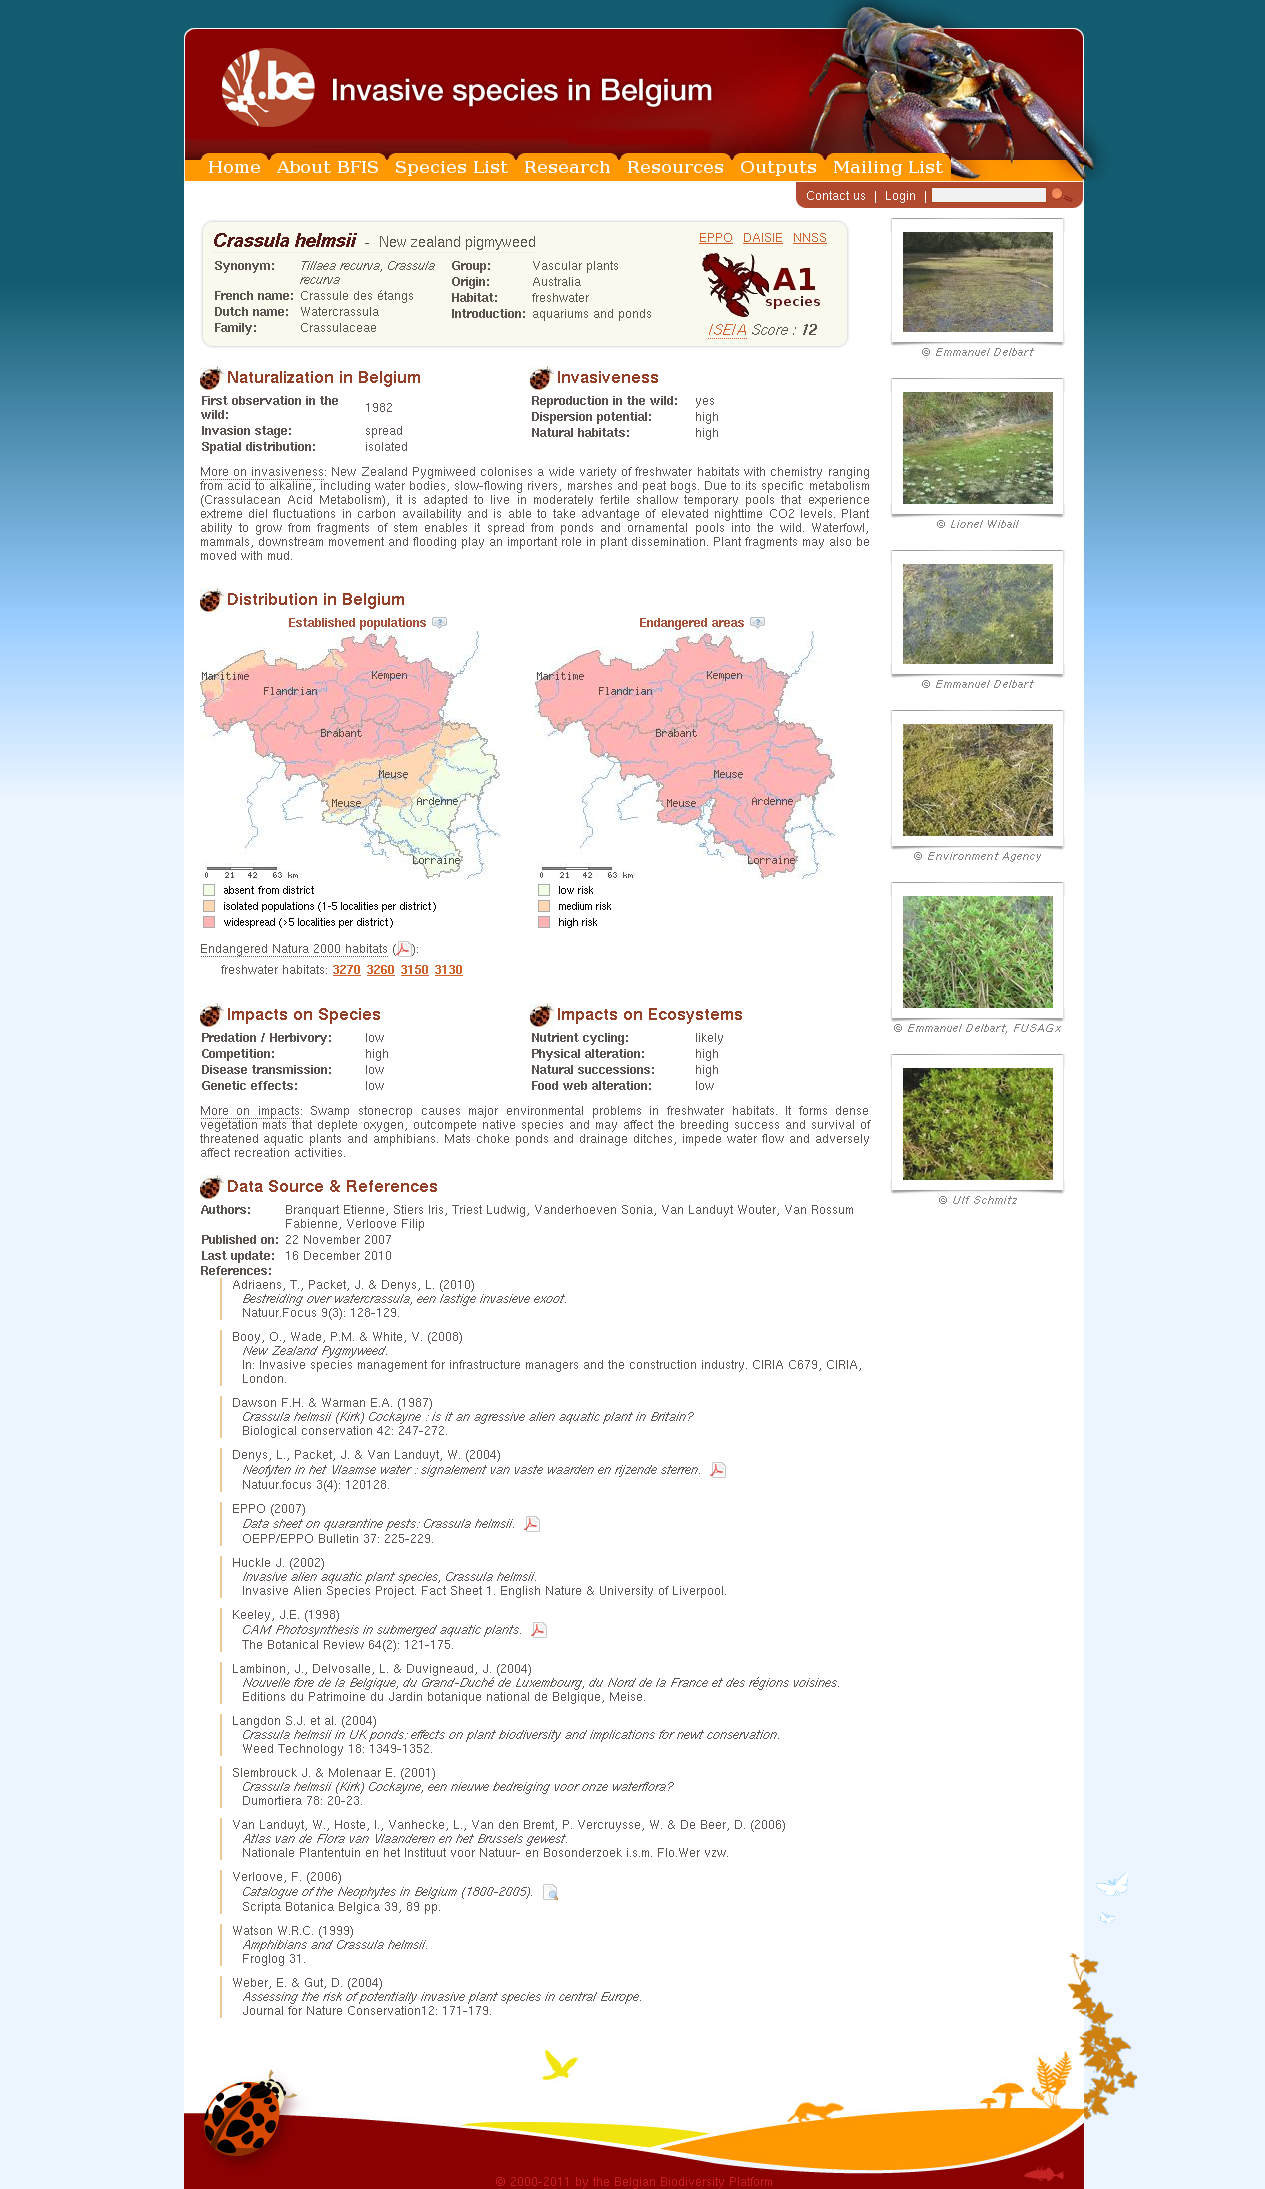 .be Invasive species in Belgium
Home About BFIS Species List Research Resources Outputs Mailing List
Contact us | Login |
Crassula helmsii - New zealand pigmyweed
EPPO DAISIE NNSS
Synonym: Tillaea recurva, Crassula
recurva
French name: Crassule des étangs
Dutch name: Watercrassula
Family: Crassulaceae
Group: Vascular plants
Origin: Australia
Habitat: freshwater
Introduction: aquariums and ponds
A1
species
ISEIA Score : 12
© Emmanuel Delbart
Naturalization in Belgium
First observation in the
wild: 1982
Invasion stage: spread
Spatial distribution: isolated
Invasiveness
Reproduction in the wild: yes
Dispersion potential: high
Natural habitats: high
More on invasiveness: New Zealand Pygmiweed colonises a wide variety of freshwater habitats with chemistry ranging
from acid to alkaline, including water bodies, slow-flowing rivers, marshes and peat bogs. Due to its specific metabolism
(Crassulacean Acid Metabolism), it is adapted to live in moderately fertile shallow temporary pools that experience
extreme diel fluctuations in carbon availability and is able to take advantage of elevated nighttime CO2 levels. Plant
ability to grow from fragments of stem enables it spread from ponds and ornamental pools into the wild. Waterfowl,
mammals, downstream movement and flooding play an important role in plant dissemination. Plant fragments may also be
moved with mud.
© Lionel Wibail
Distribution in Belgium
Established populations ?
Maritime
Flandrian
Kempen
Brabant
Meuse
Meuse
Ardenne
Lorraine
0 21 42 63 km
absent from district
isolated populations (1-5 localities per district)
widespread (>5 localities per district)
Endangered areas ?
Maritime
Flandrian
Kempen
Brabant
Meuse
Meuse
Ardenne
Lorraine
0 21 42 63 km
low risk
medium risk
high risk
© Emmanuel Delbart
© Environment Agency
Endangered Natura 2000 habitats ( ):
freshwater habitats: 3270 3260 3150 3130
© Emmanuel Delbart, FUSAGx
Impacts on Species
Predation / Herbivory: low
Competition: high
Disease transmission: low
Genetic effects: low
Impacts on Ecosystems
Nutrient cycling: likely
Physical alteration: high
Natural successions: high
Food web alteration: low
More on impacts: Swamp stonecrop causes major environmental problems in freshwater habitats. It forms dense
vegetation mats that deplete oxygen, outcompete native species and may affect the breeding success and survival of
threatened aquatic plants and amphibians. Mats choke ponds and drainage ditches, impede water flow and adversely
affect recreation activities.
© Ulf Schmitz
Data Source & References
Authors: Branquart Etienne, Stiers Iris, Triest Ludwig, Vanderhoeven Sonia, Van Landuyt Wouter, Van Rossum
Fabienne, Verloove Filip
Published on: 22 November 2007
Last update: 16 December 2010
References:
Adriaens, T., Packet, J. & Denys, L. (2010)
Bestreiding over watercrassula, een lastige invasieve exoot.
Natuur.Focus 9(3): 128-129.
Booy, O., Wade, P.M. & White, V. (2008)
New Zealand Pygmyweed.
In: Invasive species management for infrastructure managers and the construction industry. CIRIA C679, CIRIA,
London.
Dawson F.H. & Warman E.A. (1987)
Crassula helmsii (Kirk) Cockayne : is it an agressive alien aquatic plant in Britain?
Biological conservation 42: 247-272.
Denys, L., Packet, J. & Van Landuyt, W. (2004)
Neofyten in het Vlaamse water : signalement van vaste waarden en rijzende sterren.
Natuur.focus 3(4): 120128.
EPPO (2007)
Data sheet on quarantine pests: Crassula helmsii.
OEPP/EPPO Bulletin 37: 225-229.
Huckle J. (2002)
Invasive alien aquatic plant species, Crassula helmsii.
Invasive Alien Species Project. Fact Sheet 1. English Nature & University of Liverpool.
Keeley, J.E. (1998)
CAM Photosynthesis in submerged aquatic plants.
The Botanical Review 64(2): 121-175.
Lambinon, J., Delvosalle, L. & Duvigneaud, J. (2004)
Nouvelle fore de la Belgique, du Grand-Duché de Luxembourg, du Nord de la France et des régions voisines.
Editions du Patrimoine du Jardin botanique national de Belgique, Meise.
Langdon S.J. et al. (2004)
Crassula helmsii in UK ponds: effects on plant biodiversity and implications for newt conservation.
Weed Technology 18: 1349-1352.
Slembrouck J. & Molenaar E. (2001)
Crassula helmsii (Kirk) Cockayne, een nieuwe bedreiging voor onze waterflora?
Dumortiera 78: 20-23.
Van Landuyt, W., Hoste, I., Vanhecke, L., Van den Bremt, P. Vercruysse, W. & De Beer, D. (2006)
Atlas van de Flora van Vlaanderen en het Brussels gewest.
Nationale Plantentuin en het Instituut voor Natuur- en Bosonderzoek i.s.m. Flo.Wer vzw.
Verloove, F. (2006)
Catalogue of the Neophytes in Belgium (1800-2005).
Scripta Botanica Belgica 39, 89 pp.
Watson W.R.C. (1999)
Amphibians and Crassula helmsii.
Froglog 31.
Weber, E. & Gut, D. (2004)
Assessing the risk of potentially invasive plant species in central Europe.
Journal for Nature Conservation12: 171-179.
© 2000-2011 by the Belgian Biodiversity Platform